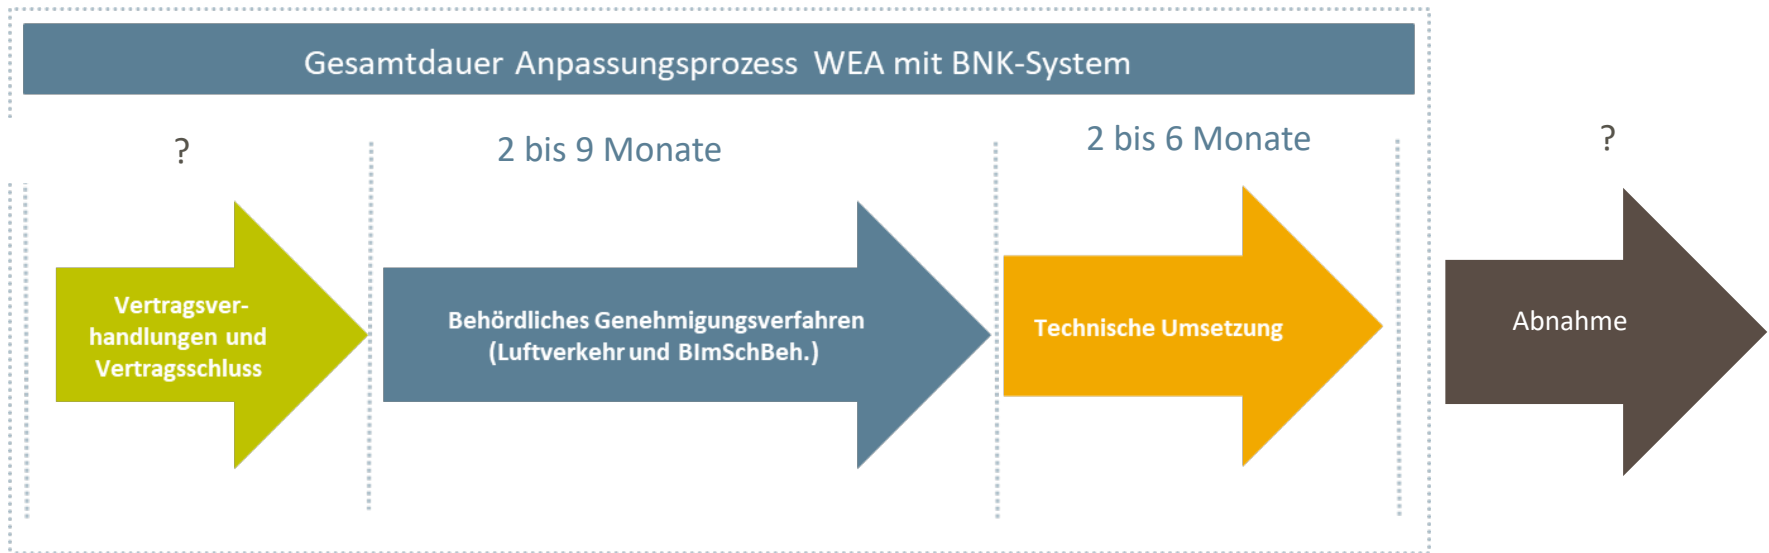 Gesamtdauer Anpassungsprozess WEA mit BNK-System
?
2 bis 9 Monate
2 bis 6 Monate
?
Vertragsver-
handlungen und
Vertragsschluss
Behördliches Genehmigungsverfahren
(Luftverkehr und BImSchBeh.)
Technische Umsetzung
Abnahme